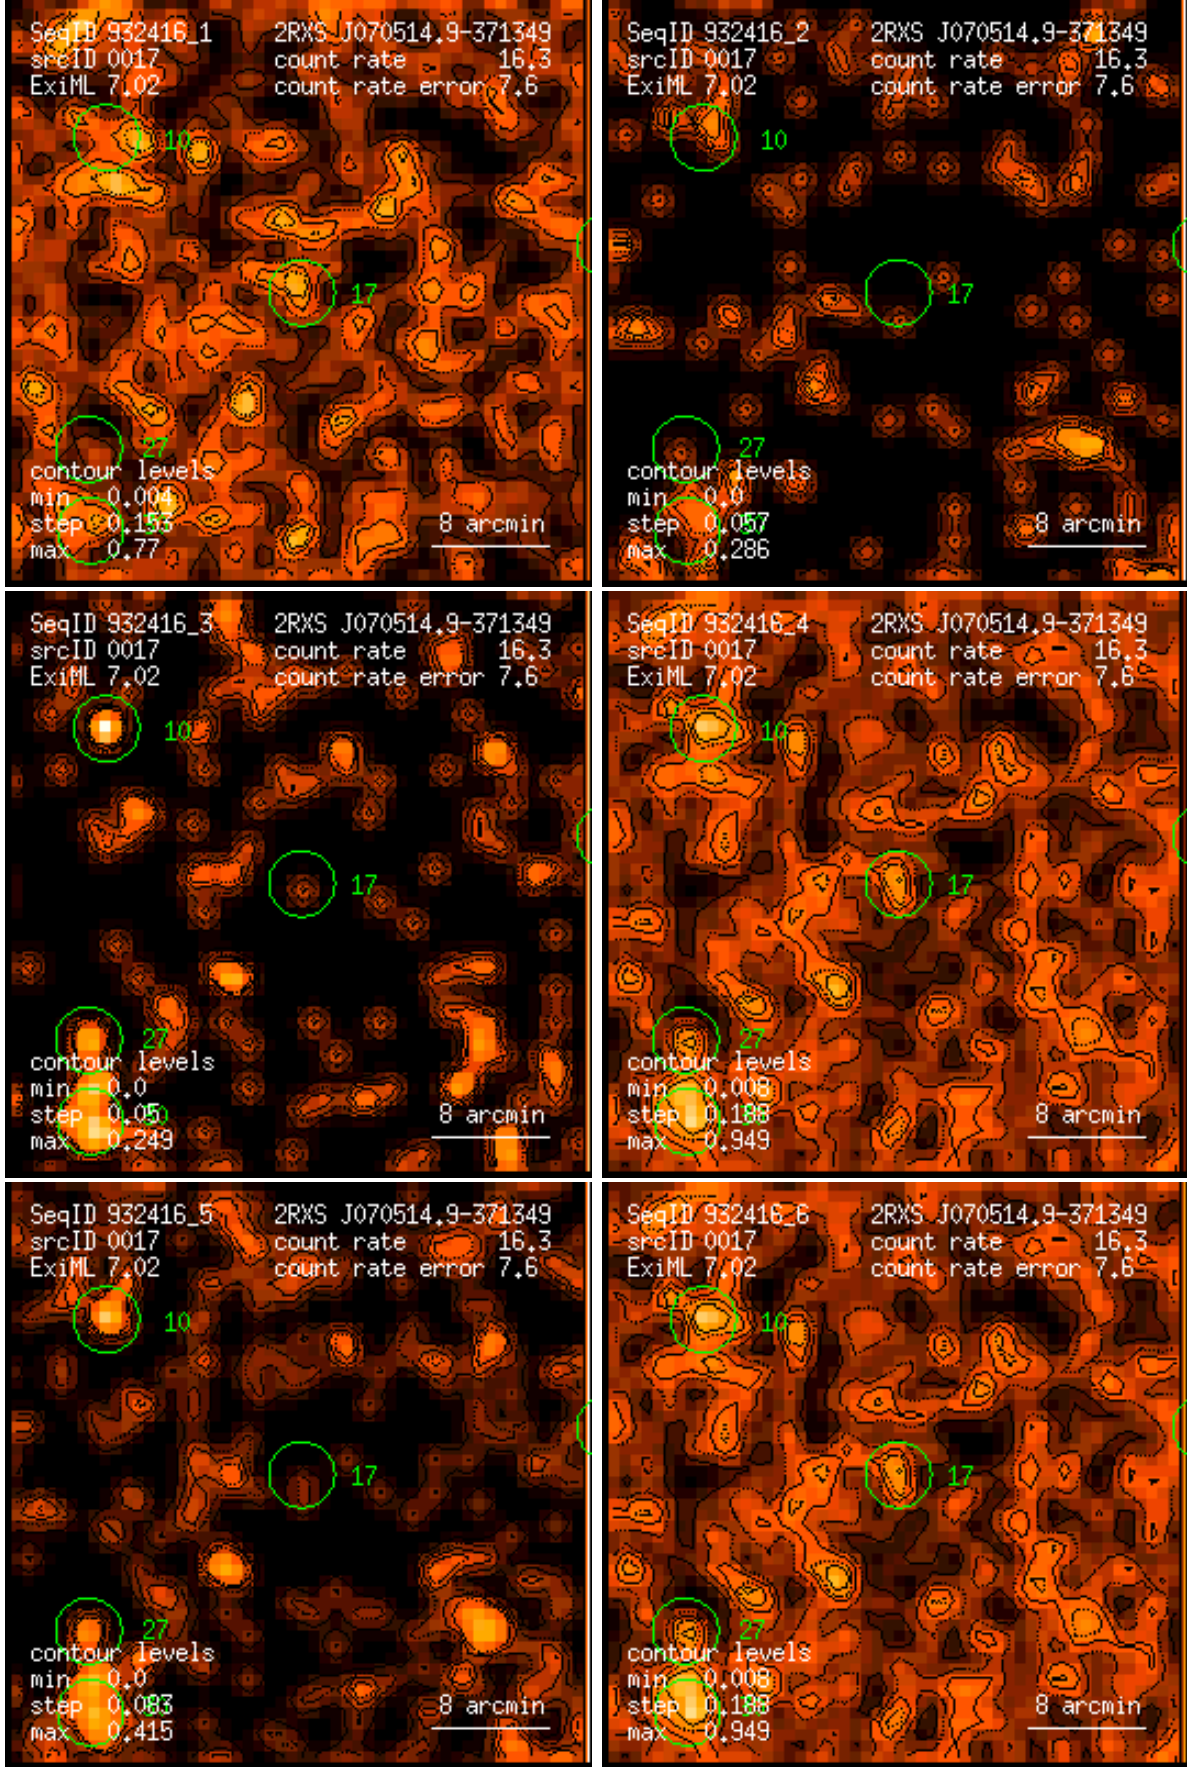 SeqID 932416_1 2RXS J070514.9-371349
srcID 0017 count rate 16.3
ExiML 7.02 count rate error 7.6
10
17
27
contour levels
min 0.004
step 0.153
max 0.77
8 arcmin
SeqID 932416_2 2RXS J070514.9-371349
srcID 0017 count rate 16.3
ExiML 7.02 count rate error 7.6
10
17
27
contour levels
min 0.0
step 0.057
max 0.286
8 arcmin
SeqID 932416_3 2RXS J070514.9-371349
srcID 0017 count rate 16.3
ExiML 7.02 count rate error 7.6
10
17
27
contour levels
min 0.0
step 0.05
max 0.249
8 arcmin
SeqID 932416_4 2RXS J070514.9-371349
srcID 0017 count rate 16.3
ExiML 7.02 count rate error 7.6
10
17
27
contour levels
min 0.008
step 0.188
max 0.949
8 arcmin
SeqID 932416_5 2RXS J070514.9-371349
srcID 0017 count rate 16.3
ExiML 7.02 count rate error 7.6
10
17
27
contour levels
min 0.0
step 0.083
max 0.415
8 arcmin
SeqID 932416_6 2RXS J070514.9-371349
srcID 0017 count rate 16.3
ExiML 7.02 count rate error 7.6
10
17
27
contour levels
min 0.008
step 0.188
max 0.949
8 arcmin